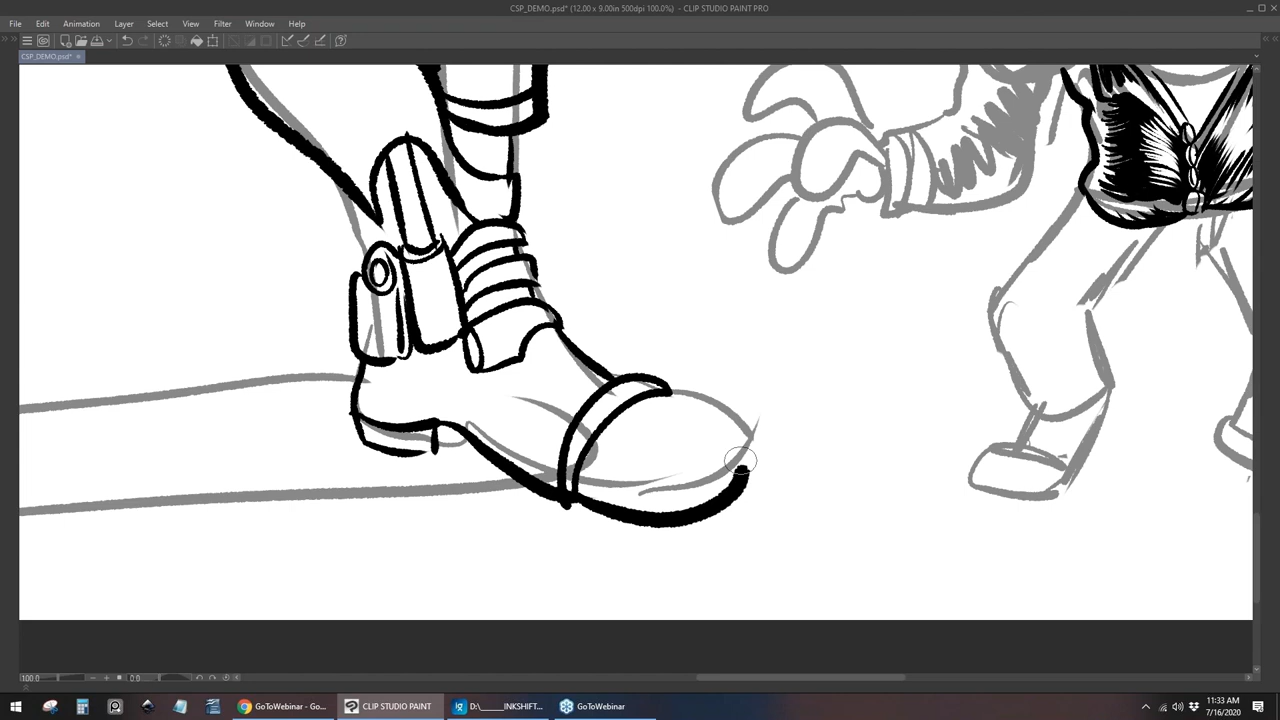 CSP_DEMO.psd* (12.00 x 9.00in 500dpi 100.0%) - CLIP STUDIO PAINT PRO
File Edit Animation Layer Select View Filter Window Help
CSP_DEMO.psd*
100.0 0.0
GoToWebinar - Go... CLIP STUDIO PAINT D:\_____INKSHIFT... GoToWebinar
11:33 AM
7/16/2020